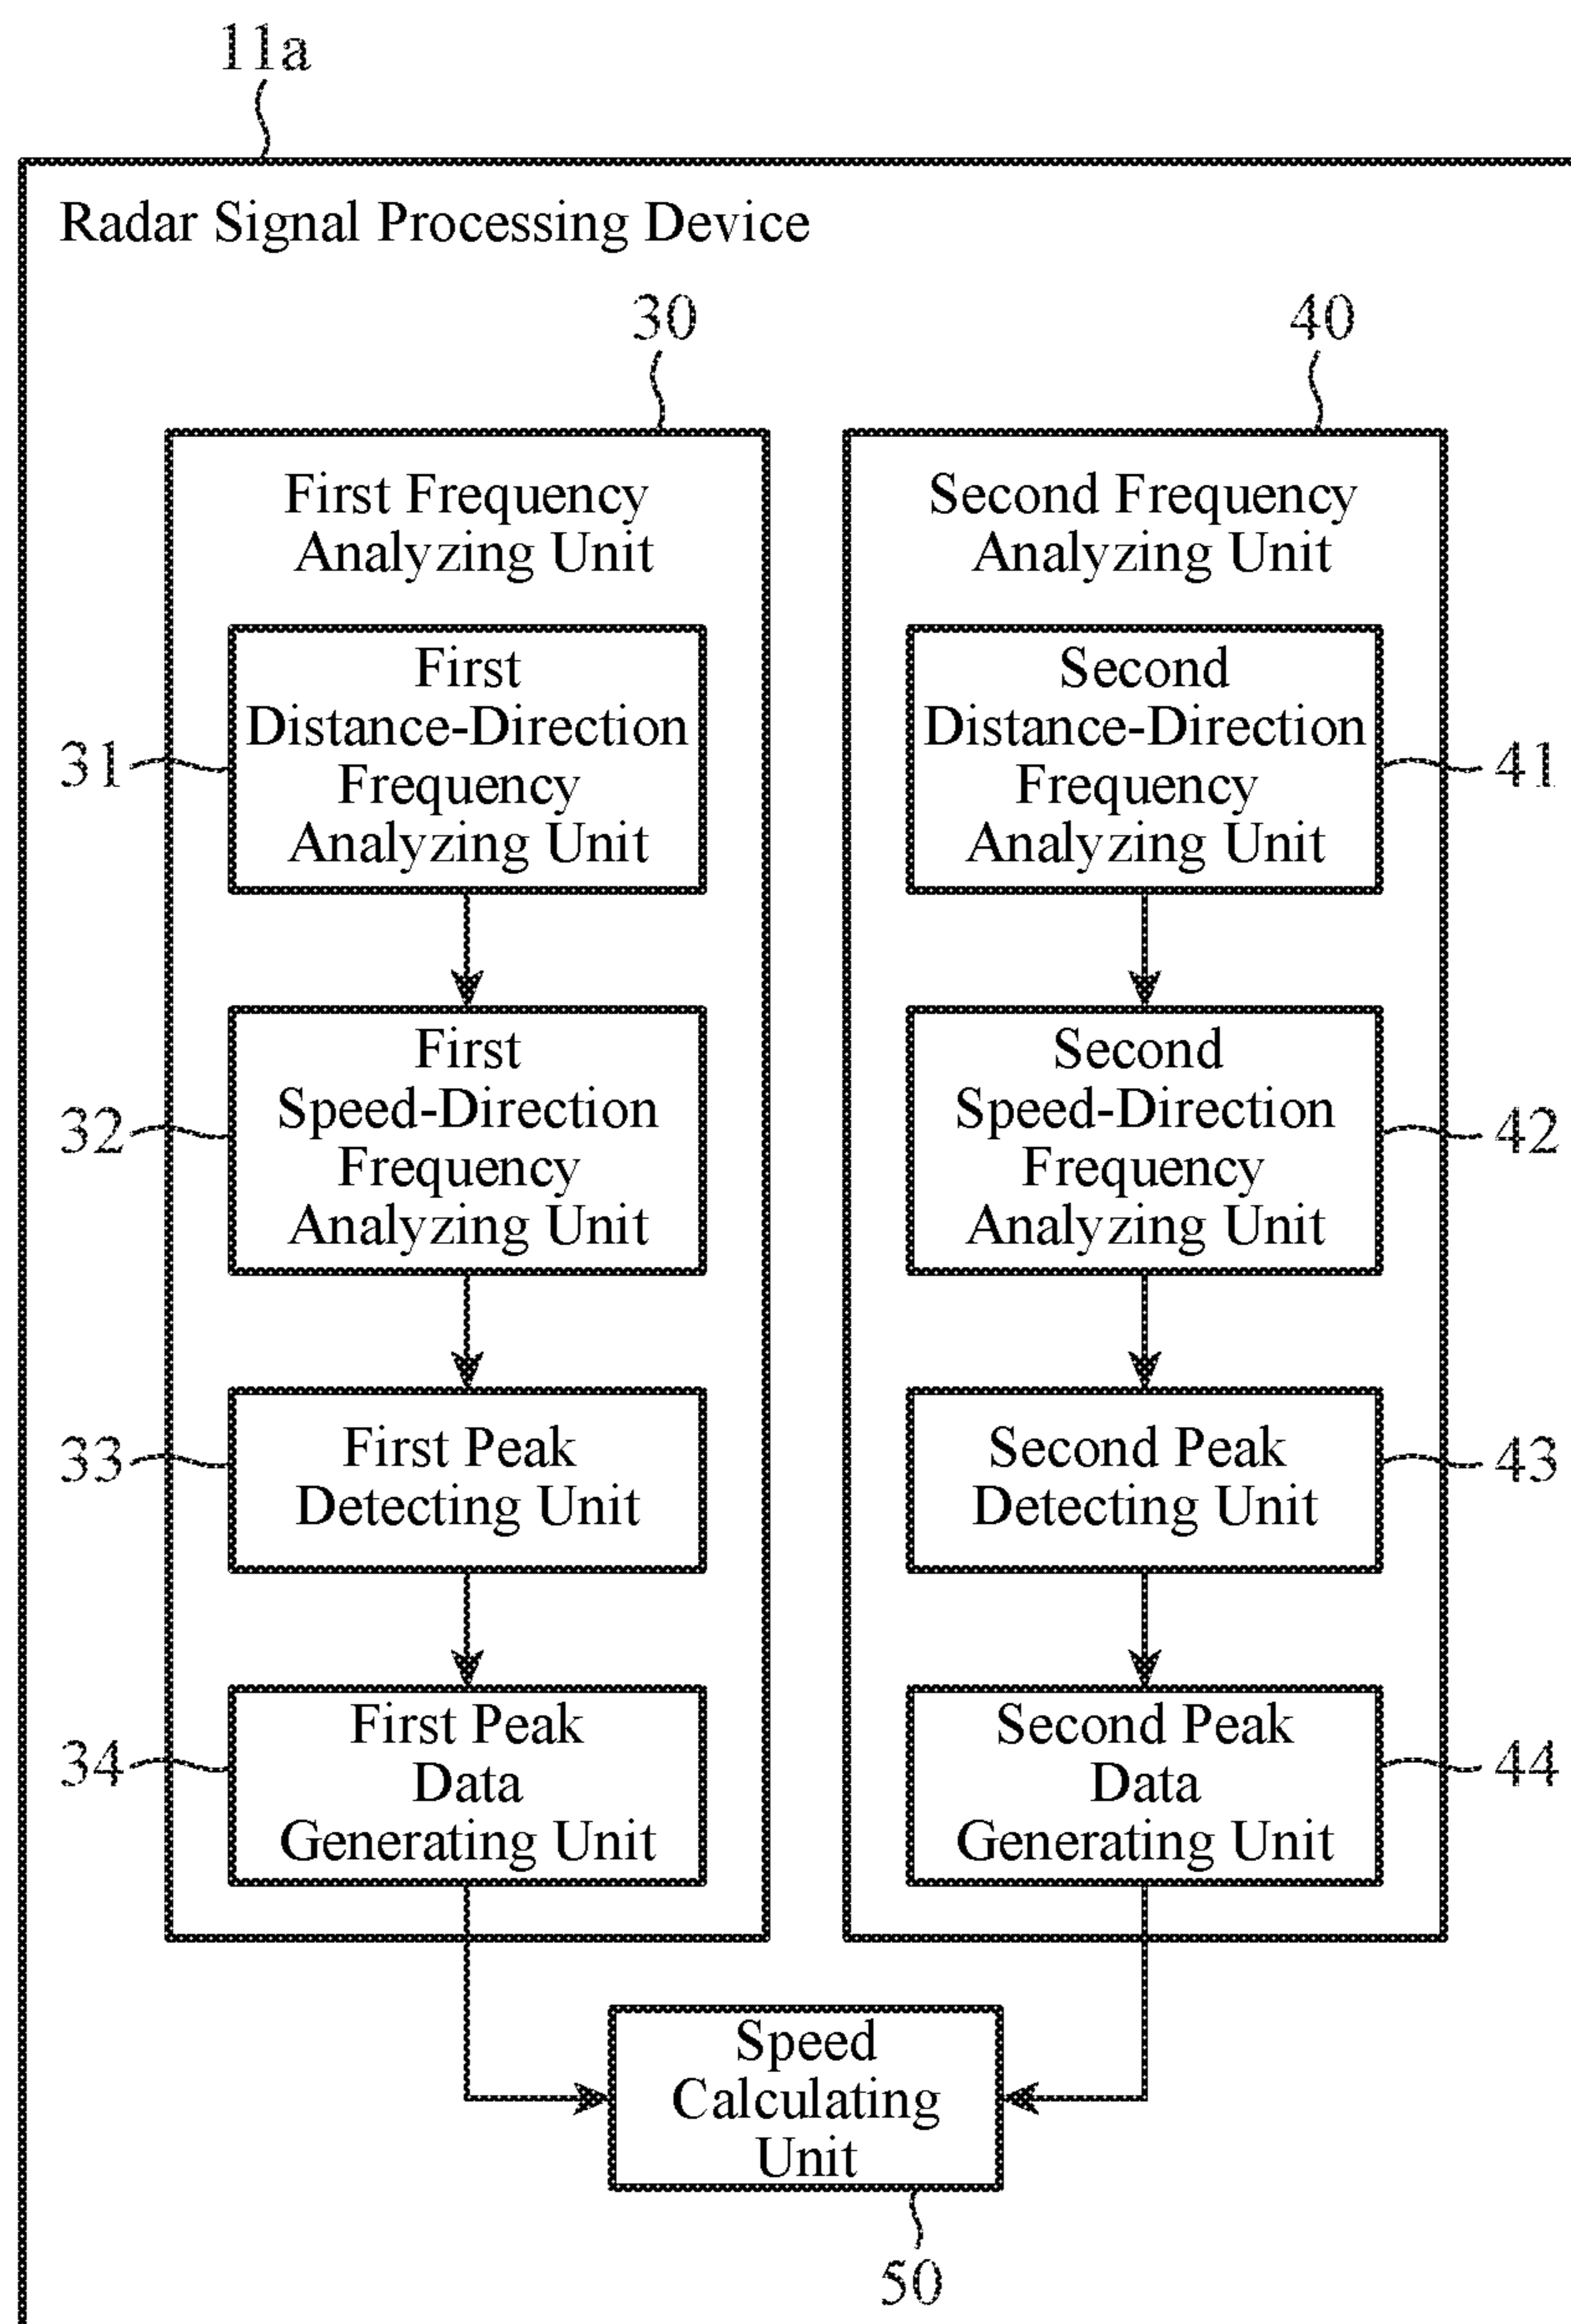 11a
Radar Signal Processing Device
30
40
First Frequency
Analyzing Unit
Second Frequency
Analyzing Unit
First
Distance-Direction
Frequency
Analyzing Unit
31
Second
Distance-Direction
Frequency
Analyzing Unit
41
First
Speed-Direction
Frequency
Analyzing Unit
32
Second
Speed-Direction
Frequency
Analyzing Unit
42
First Peak
Detecting Unit
33
Second Peak
Detecting Unit
43
First Peak
Data
Generating Unit
34
Second Peak
Data
Generating Unit
44
Speed
Calculating
Unit
50